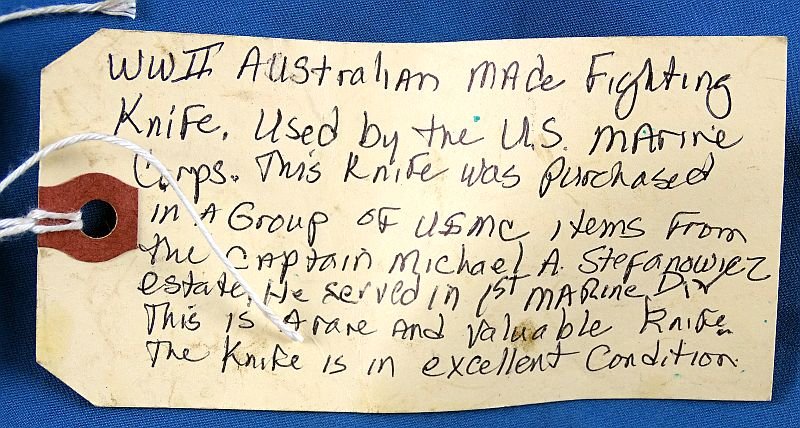 WWII Australian made Fighting
Knife. Used by the U.S. Marine
Corps. This Knife was Purchased
in A Group of USMC items From
the Captain Michael A. Stefanowicz
estate. He served in 1st Marine Div
This is A rare and valuable Knife.
The Knife is in excellent Condition.